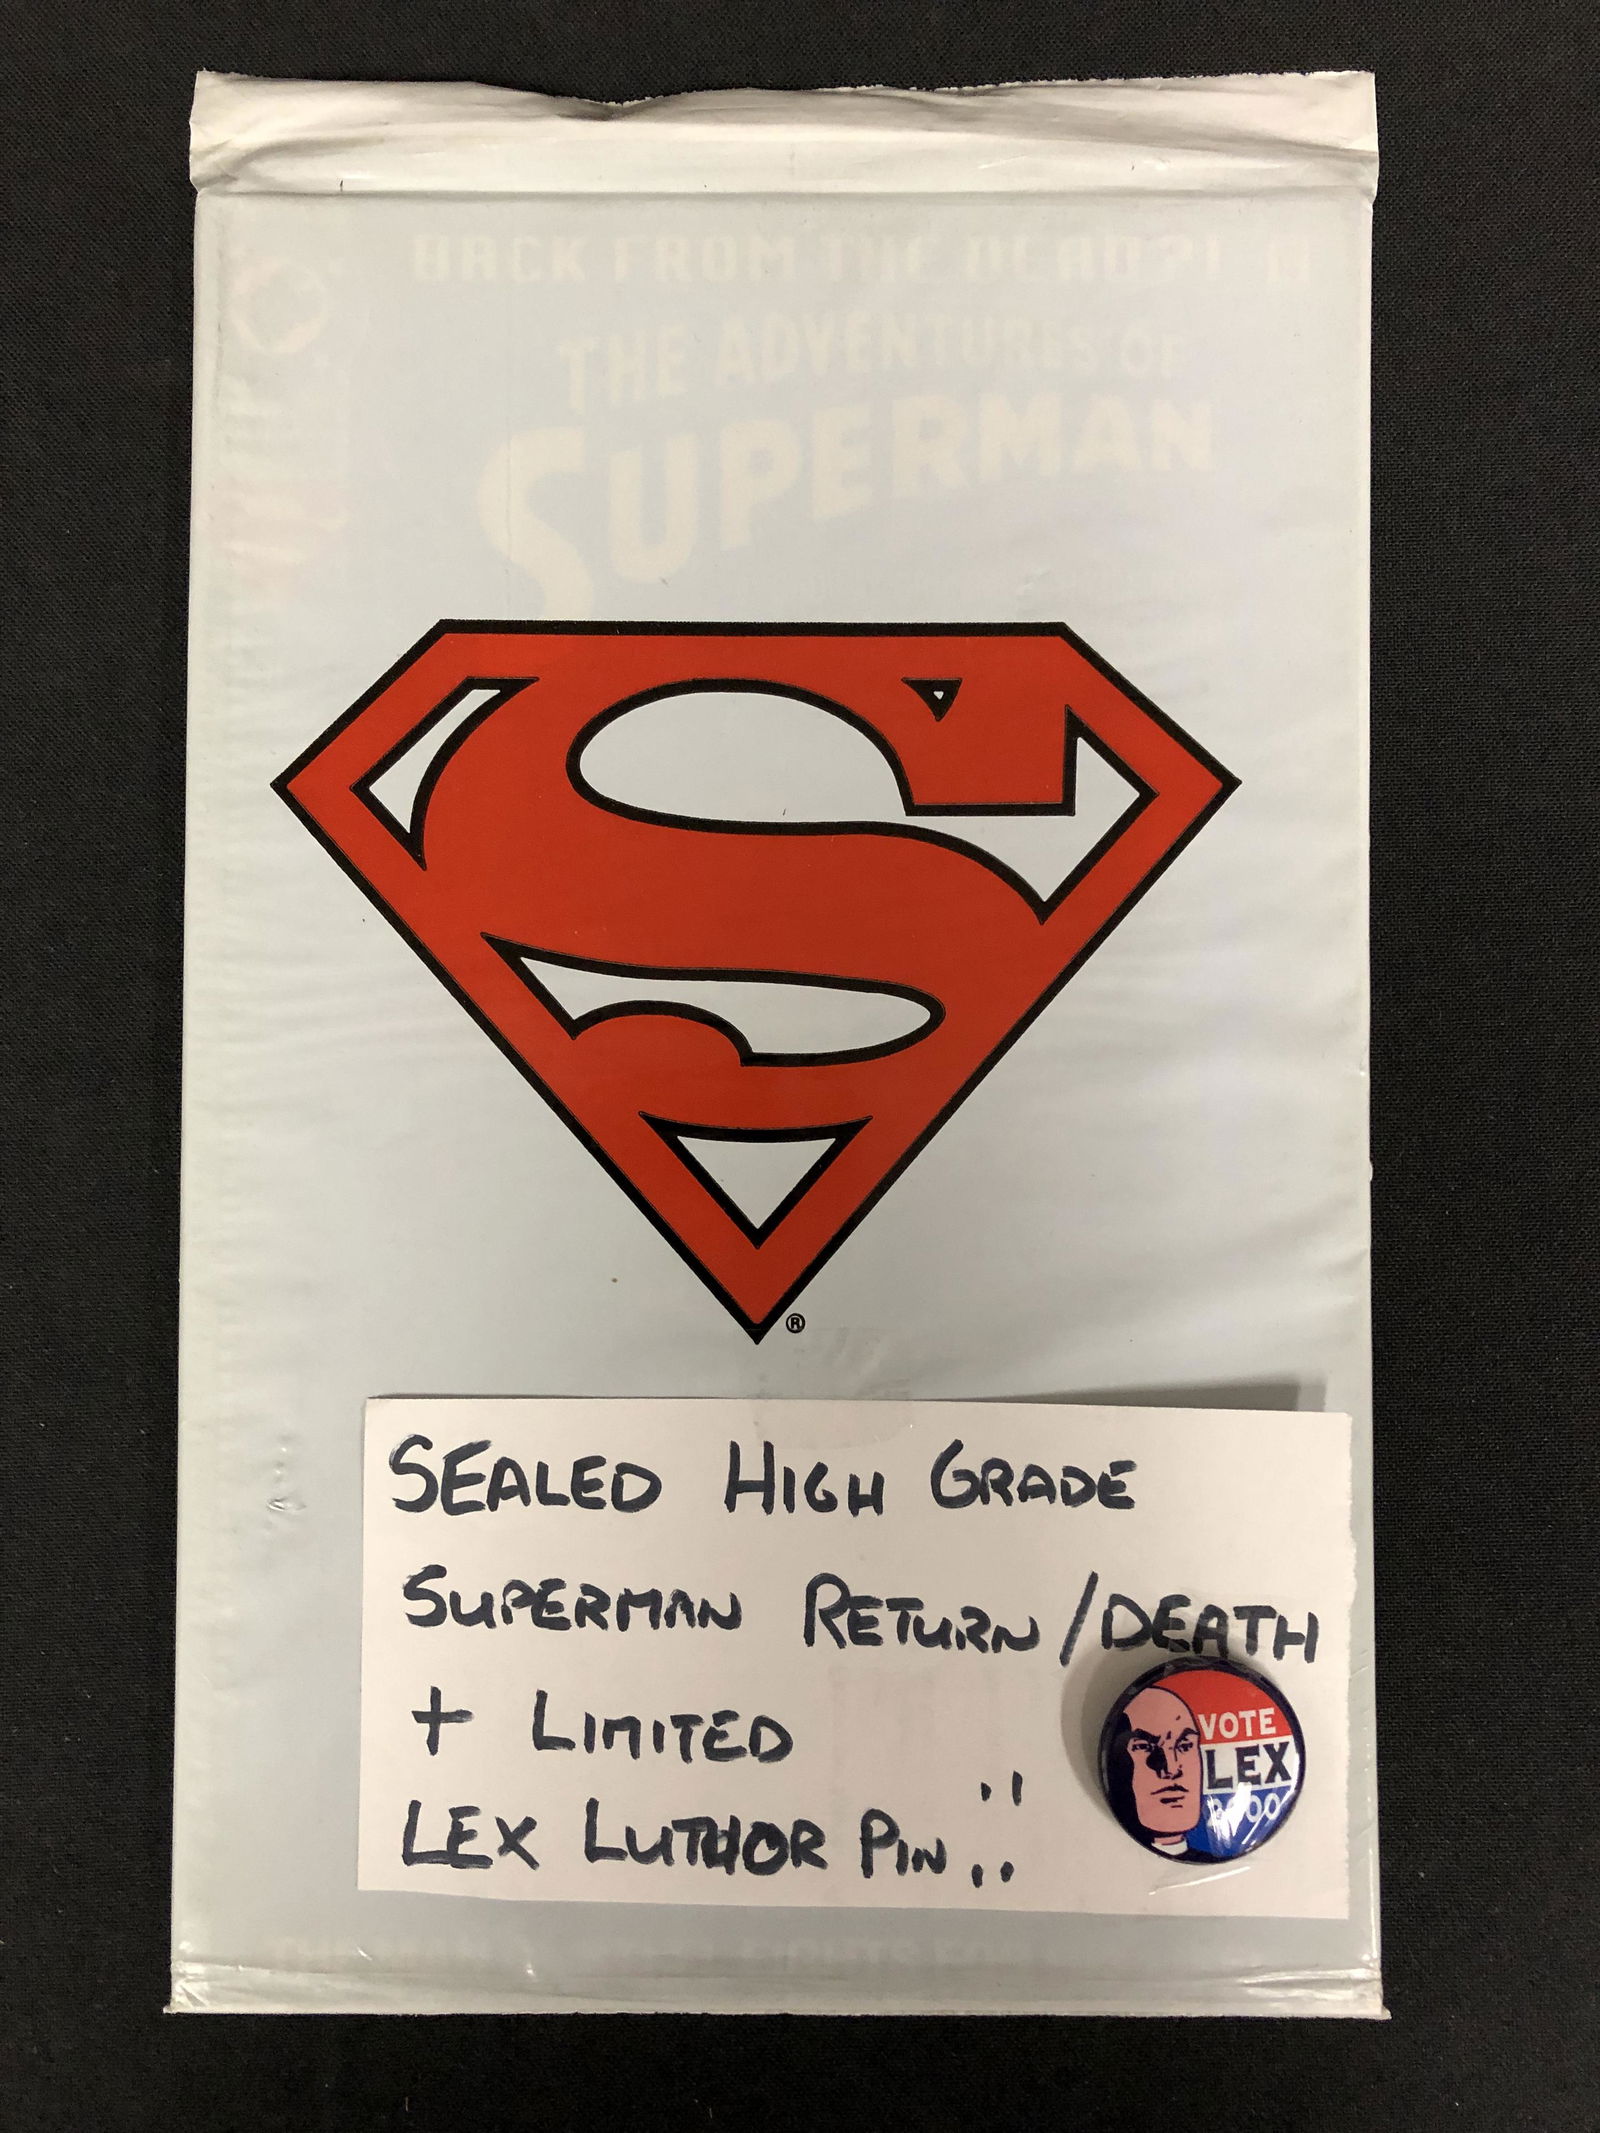 BACK FROM THE DEAD?!
THE ADVENTURES OF
SUPERMAN
S
®
SEALED HIGH GRADE
SUPERMAN RETURN/DEATH
+ LIMITED
LEX LUTHOR PIN
VOTE
LEX
2000